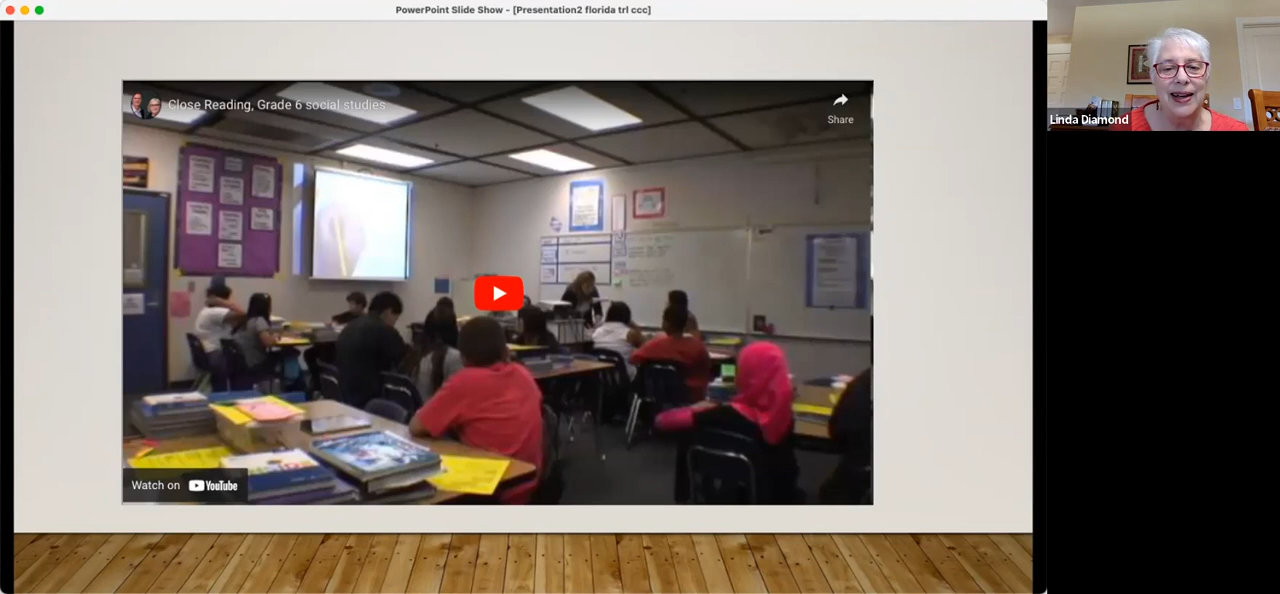 PowerPoint Slide Show - [Presentation2 florida trl ccc]
Close Reading, Grade 6 social studies
Share
Linda Diamond
Watch on YouTube